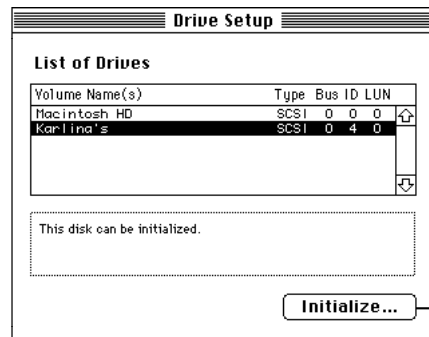 Drive Setup
List of Drives
Volume Name(s) Type Bus ID LUN
Macintosh HD SCSI 0 0 0
Karlina's SCSI 0 4 0
This disk can be initialized.
Initialize...